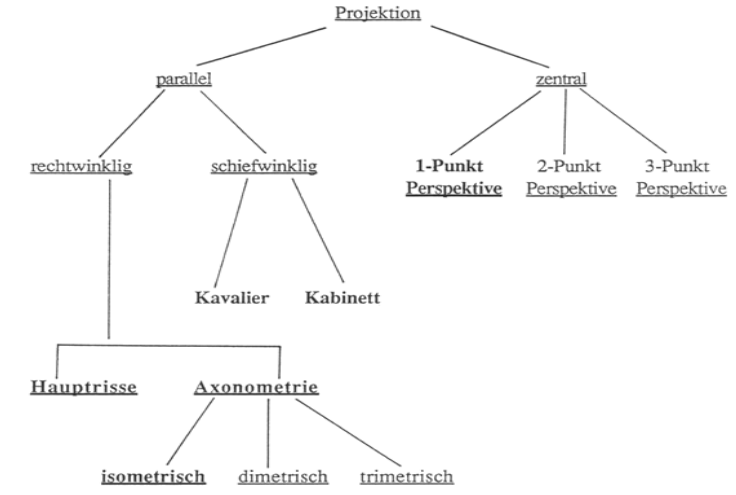 Projektion
parallel
zentral
rechtwinklig
schiefwinklig
1-Punkt
Perspektive
2-Punkt
Perspektive
3-Punkt
Perspektive
Kavalier
Kabinett
Hauptrisse
Axonometrie
isometrisch
dimetrisch
trimetrisch